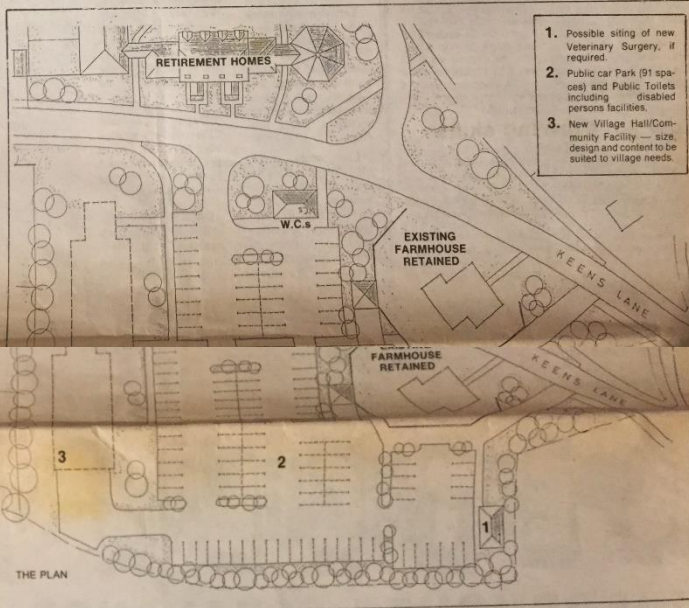 RETIREMENT HOMES
1. Possible siting of new
Veterinary Surgery, if
required.
2. Public car Park (91 spa-
ces) and Public Toilets
including disabled
persons facilities.
3. New Village Hall/Com-
munity Facility — size,
design and content to be
suited to village needs.
WCs
W.C.s
EXISTING
FARMHOUSE
RETAINED
KEENS LANE
EXISTING
FARMHOUSE
RETAINED
KEENS LANE
3
2
1
THE PLAN